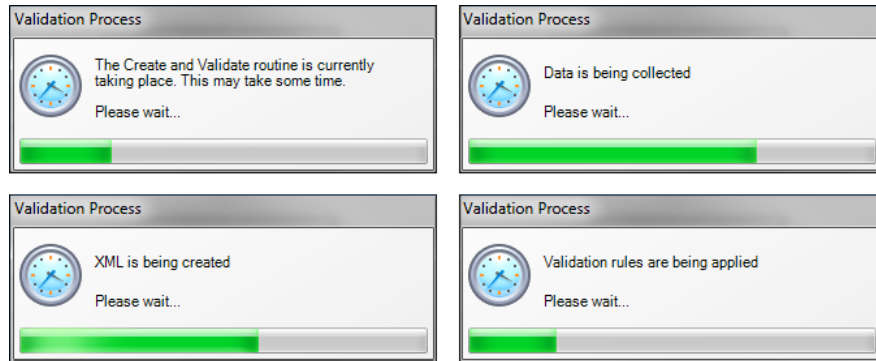 Validation Process
The Create and Validate routine is currently
taking place. This may take some time.
Please wait...
Validation Process
Data is being collected
Please wait...
Validation Process
XML is being created
Please wait...
Validation Process
Validation rules are being applied
Please wait...